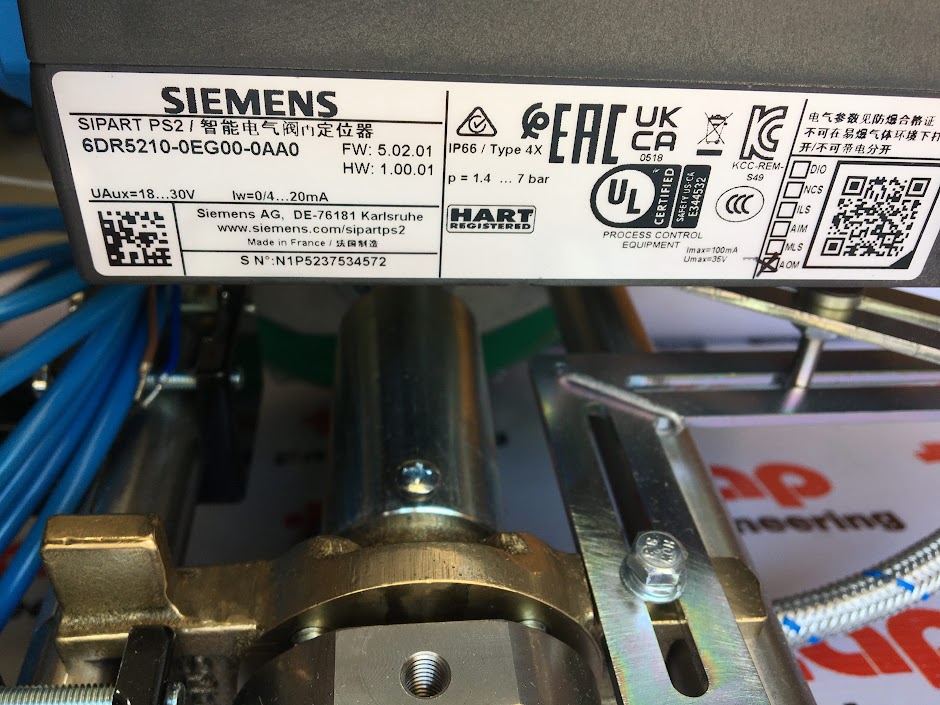 SIEMENS
SIPART PS2 / 智能电气阀门定位器
6DR5210-0EG00-0AA0
FW: 5.02.01
HW: 1.00.01
UAux=18...30V Iw=0/4...20mA
Siemens AG, DE-76181 Karlsruhe
www.siemens.com/sipartps2
Made in France / 法国制造
S N°:N1P5237534572
EAC
UK
CA
0518
IP66 / Type 4X
p = 1.4 ... 7 bar
HART
REGISTERED
UL
CERTIFIED
SAFETY US-CA
E344532
PROCESS CONTROL
EQUIPMENT
CCC
KCC-REM-
S49
Imax=100mA
Umax=35V
电气参数见防爆合格证
不可在易燃气体环境下打
开/不可带电分开
DIO
NCS
ILS
AIM
MLS
AOM
ap
neering
ap